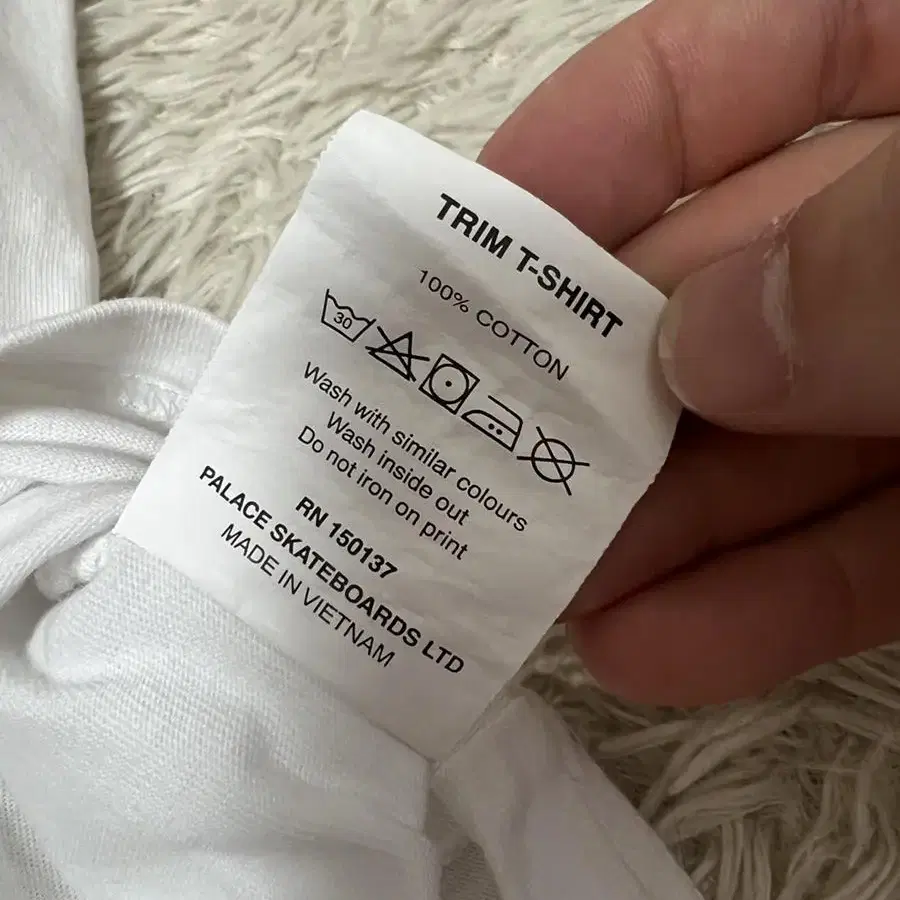 TRIM T-SHIRT
100% COTTON
30
Wash with similar colours
Wash inside out
Do not iron on print
RN 150137
PALACE SKATEBOARDS LTD
MADE IN VIETNAM